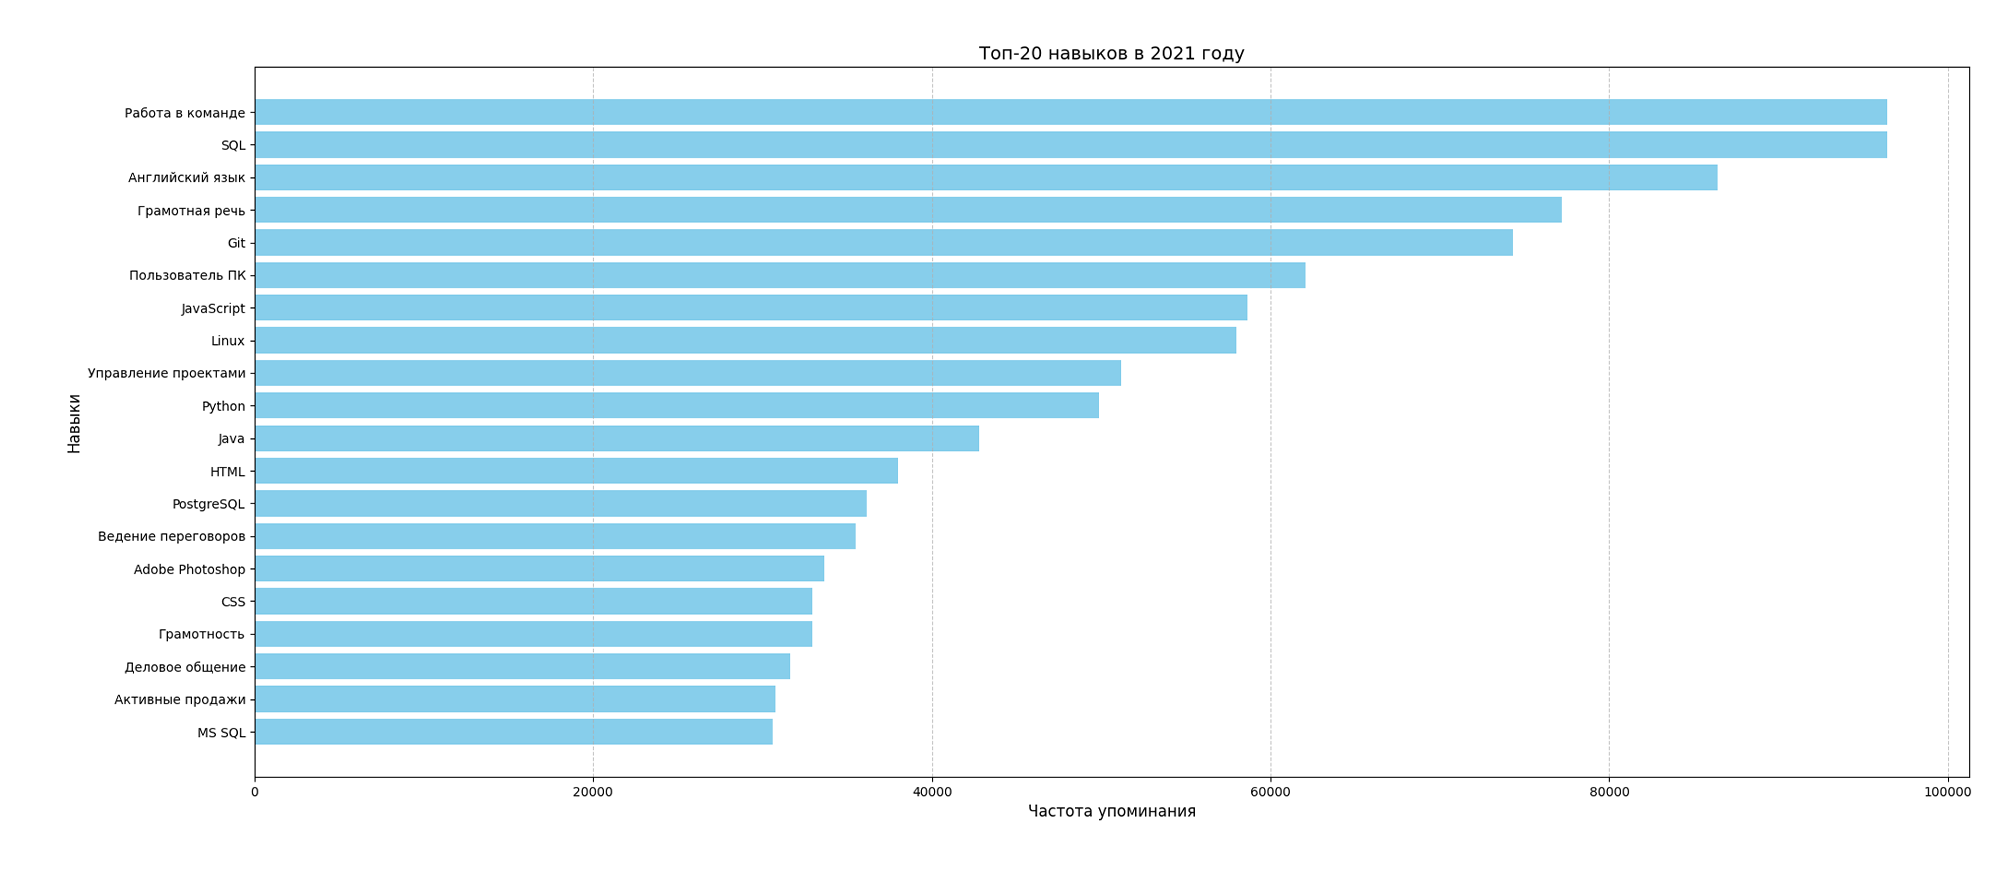 Топ-20 навыков в 2021 году
Навыки
Работа в команде
SQL
Английский язык
Грамотная речь
Git
Пользователь ПК
JavaScript
Linux
Управление проектами
Python
Java
HTML
PostgreSQL
Ведение переговоров
Adobe Photoshop
CSS
Грамотность
Деловое общение
Активные продажи
MS SQL
0 20000 40000 60000 80000 100000
Частота упоминания